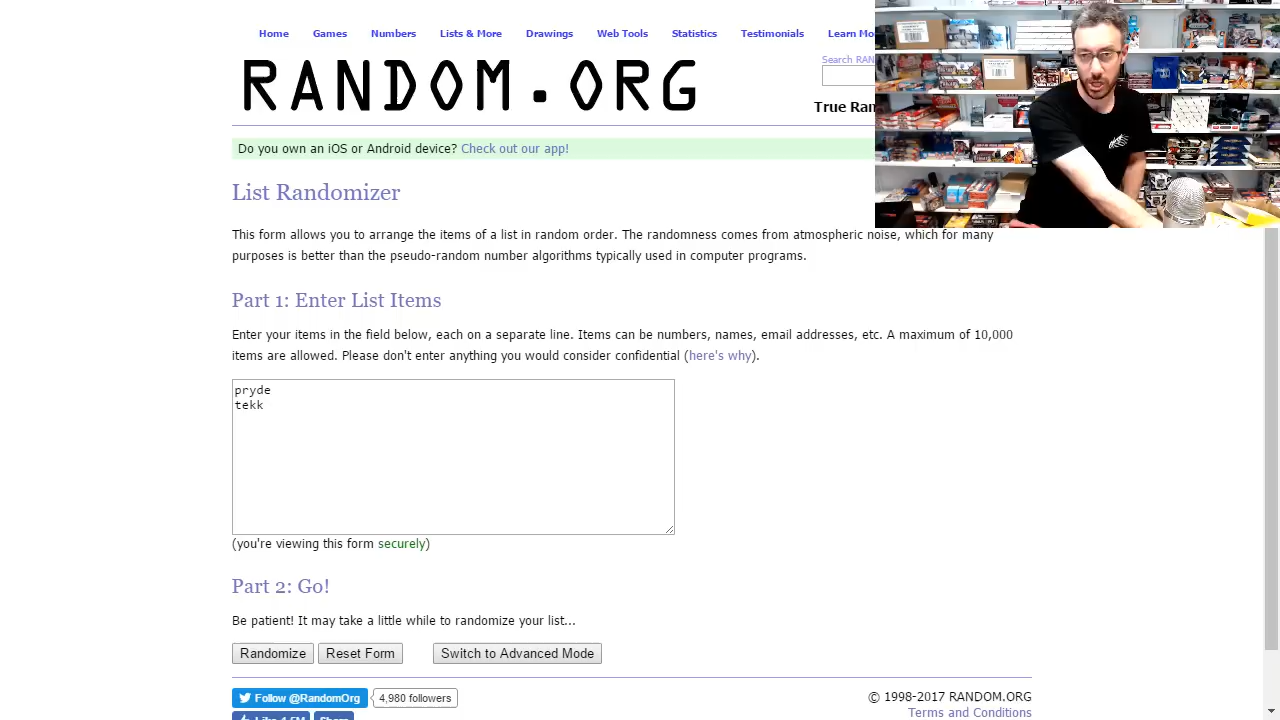 Home Games Numbers Lists & More Drawings Web Tools Statistics Testimonials Learn Mo
RANDOM.ORG
Search RAN
True Ran
Do you own an iOS or Android device? Check out our app!
List Randomizer
This form allows you to arrange the items of a list in random order. The randomness comes from atmospheric noise, which for many
purposes is better than the pseudo-random number algorithms typically used in computer programs.
Part 1: Enter List Items
Enter your items in the field below, each on a separate line. Items can be numbers, names, email addresses, etc. A maximum of 10,000
items are allowed. Please don't enter anything you would consider confidential (here's why).
pryde
tekk
(you're viewing this form securely)
Part 2: Go!
Be patient! It may take a little while to randomize your list...
Randomize Reset Form Switch to Advanced Mode
Follow @RandomOrg 4,980 followers
© 1998-2017 RANDOM.ORG
Terms and Conditions